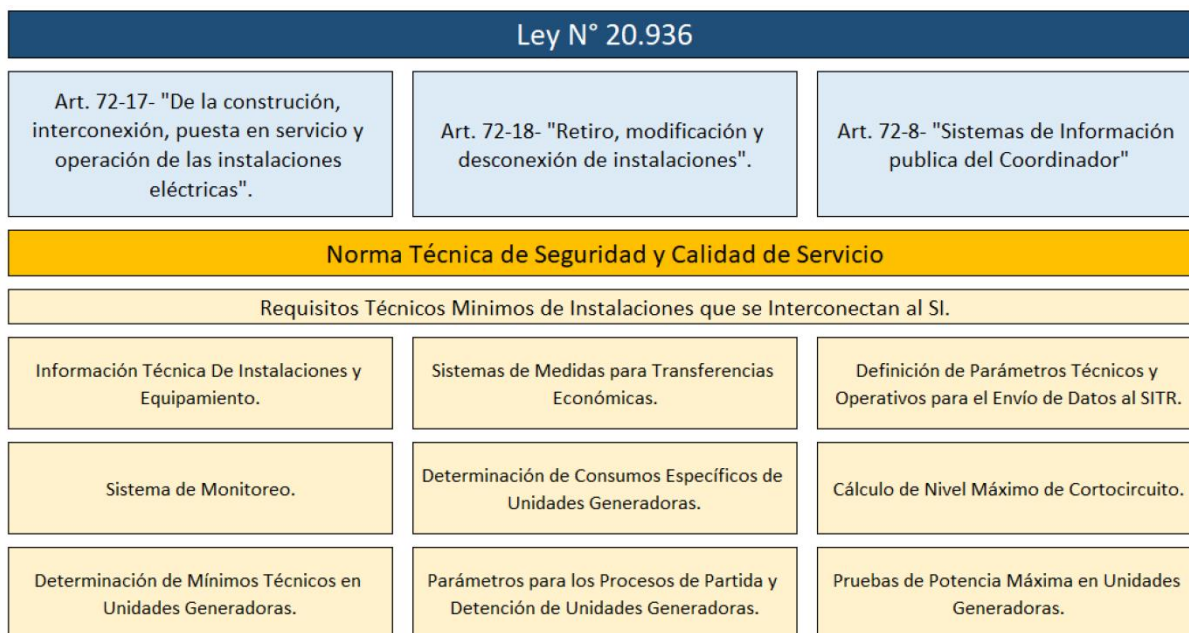 Ley N° 20.936
Art. 72-17- "De la construción,
interconexión, puesta en servicio y
operación de las instalaciones
eléctricas".
Art. 72-18- "Retiro, modificación y
desconexión de instalaciones".
Art. 72-8- "Sistemas de Información
publica del Coordinador"
Norma Técnica de Seguridad y Calidad de Servicio
Requisitos Técnicos Minimos de Instalaciones que se Interconectan al SI.
Información Técnica De Instalaciones y
Equipamiento.
Sistemas de Medidas para Transferencias
Económicas.
Definición de Parámetros Técnicos y
Operativos para el Envío de Datos al SITR.
Sistema de Monitoreo.
Determinación de Consumos Específicos de
Unidades Generadoras.
Cálculo de Nivel Máximo de Cortocircuito.
Determinación de Mínimos Técnicos en
Unidades Generadoras.
Parámetros para los Procesos de Partida y
Detención de Unidades Generadoras.
Pruebas de Potencia Máxima en Unidades
Generadoras.